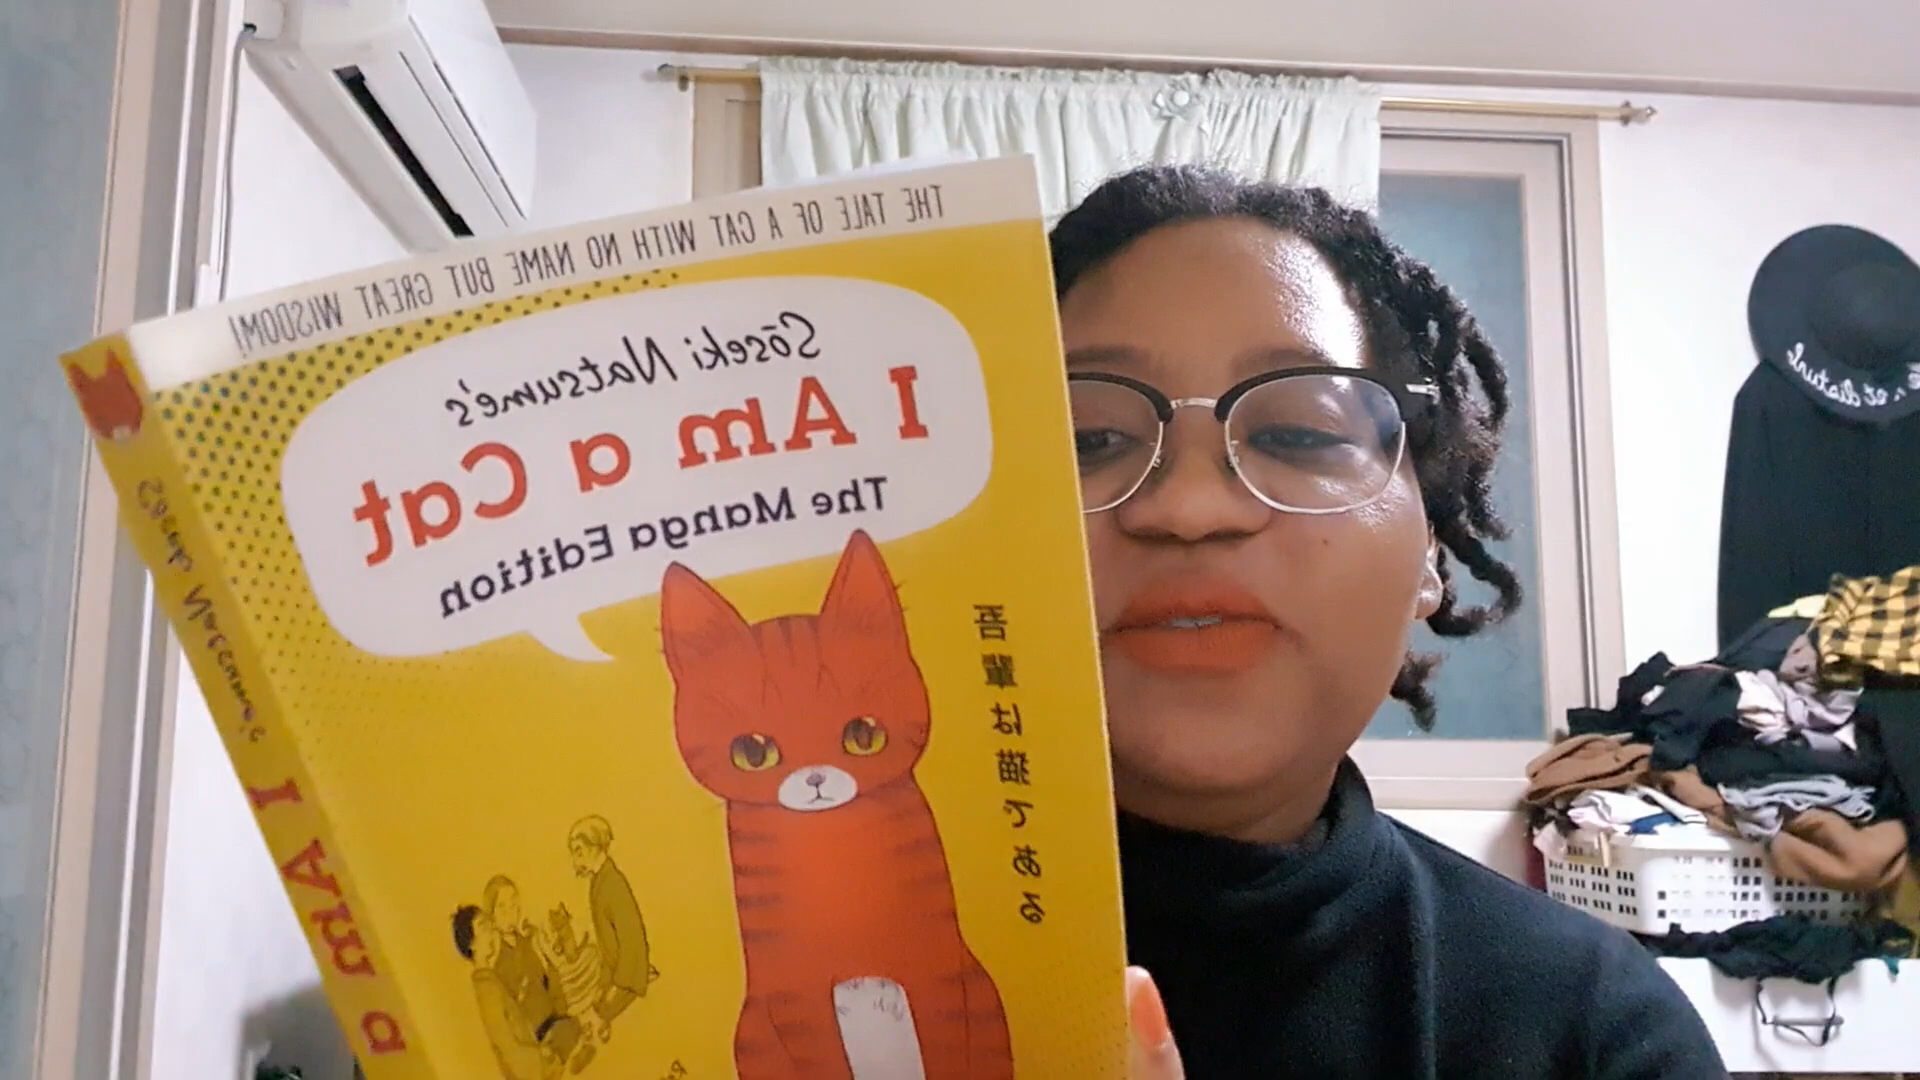 THE TALE OF A CAT WITH NO NAME BUT GREAT WISDOM!
Sōseki Natsume's
I Am a Cat
The Manga Edition
吾輩は猫である
Sōseki Natsume's I Am a
disturb